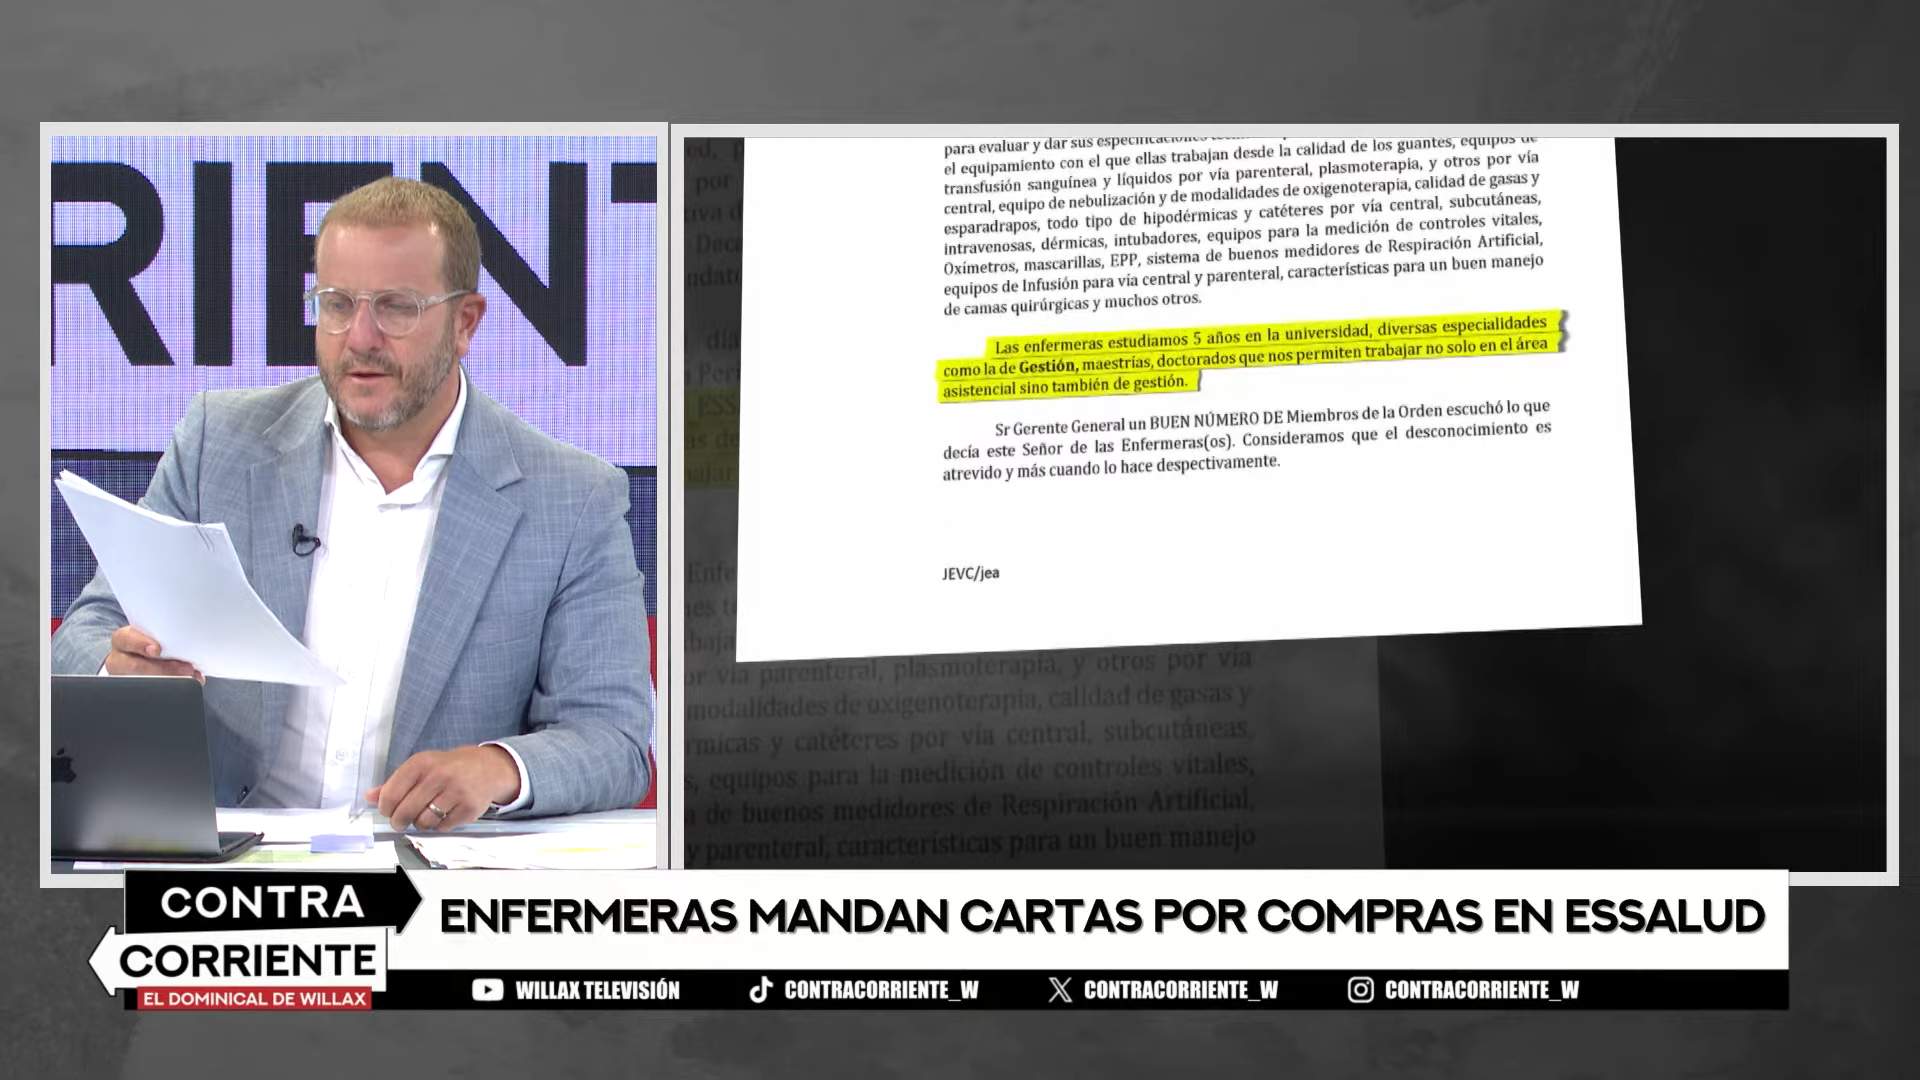 RIENT
para evaluar y dar sus especificaciones
el equipamiento con el que ellas trabajan desde la calidad de los guantes, equipos de
transfusión sanguínea y líquidos por vía parenteral, plasmoterapia, y otros por vía
central, equipo de nebulización y de modalidades de oxigenoterapia, calidad de gasas y
esparadrapos, todo tipo de hipodérmicas y catéteres por vía central, subcutáneas,
intravenosas, dérmicas, intubadores, equipos para la medición de controles vitales,
Oxímetros, mascarillas, EPP, sistema de buenos medidores de Respiración Artificial,
equipos de Infusión para vía central y parenteral, características para un buen manejo
de camas quirúrgicas y muchos otros.
Las enfermeras estudiamos 5 años en la universidad, diversas especialidades
como la de Gestión, maestrías, doctorados que nos permiten trabajar no solo en el área
asistencial sino también de gestión.
Sr Gerente General un BUEN NÚMERO DE Miembros de la Orden escuchó lo que
decía este Señor de las Enfermeras(os). Consideramos que el desconocimiento es
atrevido y más cuando lo hace despectivamente.
JEVC/jea
or vía parenteral, plasmoterapia, y otros por vía
modalidades de oxigenoterapia, calidad de gasas y
rmicas y catéteres por vía central, subcutáneas,
s, equipos para la medición de controles vitales,
a de buenos medidores de Respiración Artificial,
y parenteral, características para un buen manejo
CONTRA
CORRIENTE
EL DOMINICAL DE WILLAX
ENFERMERAS MANDAN CARTAS POR COMPRAS EN ESSALUD
WILLAX TELEVISIÓN
CONTRACORRIENTE_W
CONTRACORRIENTE_W
CONTRACORRIENTE_W